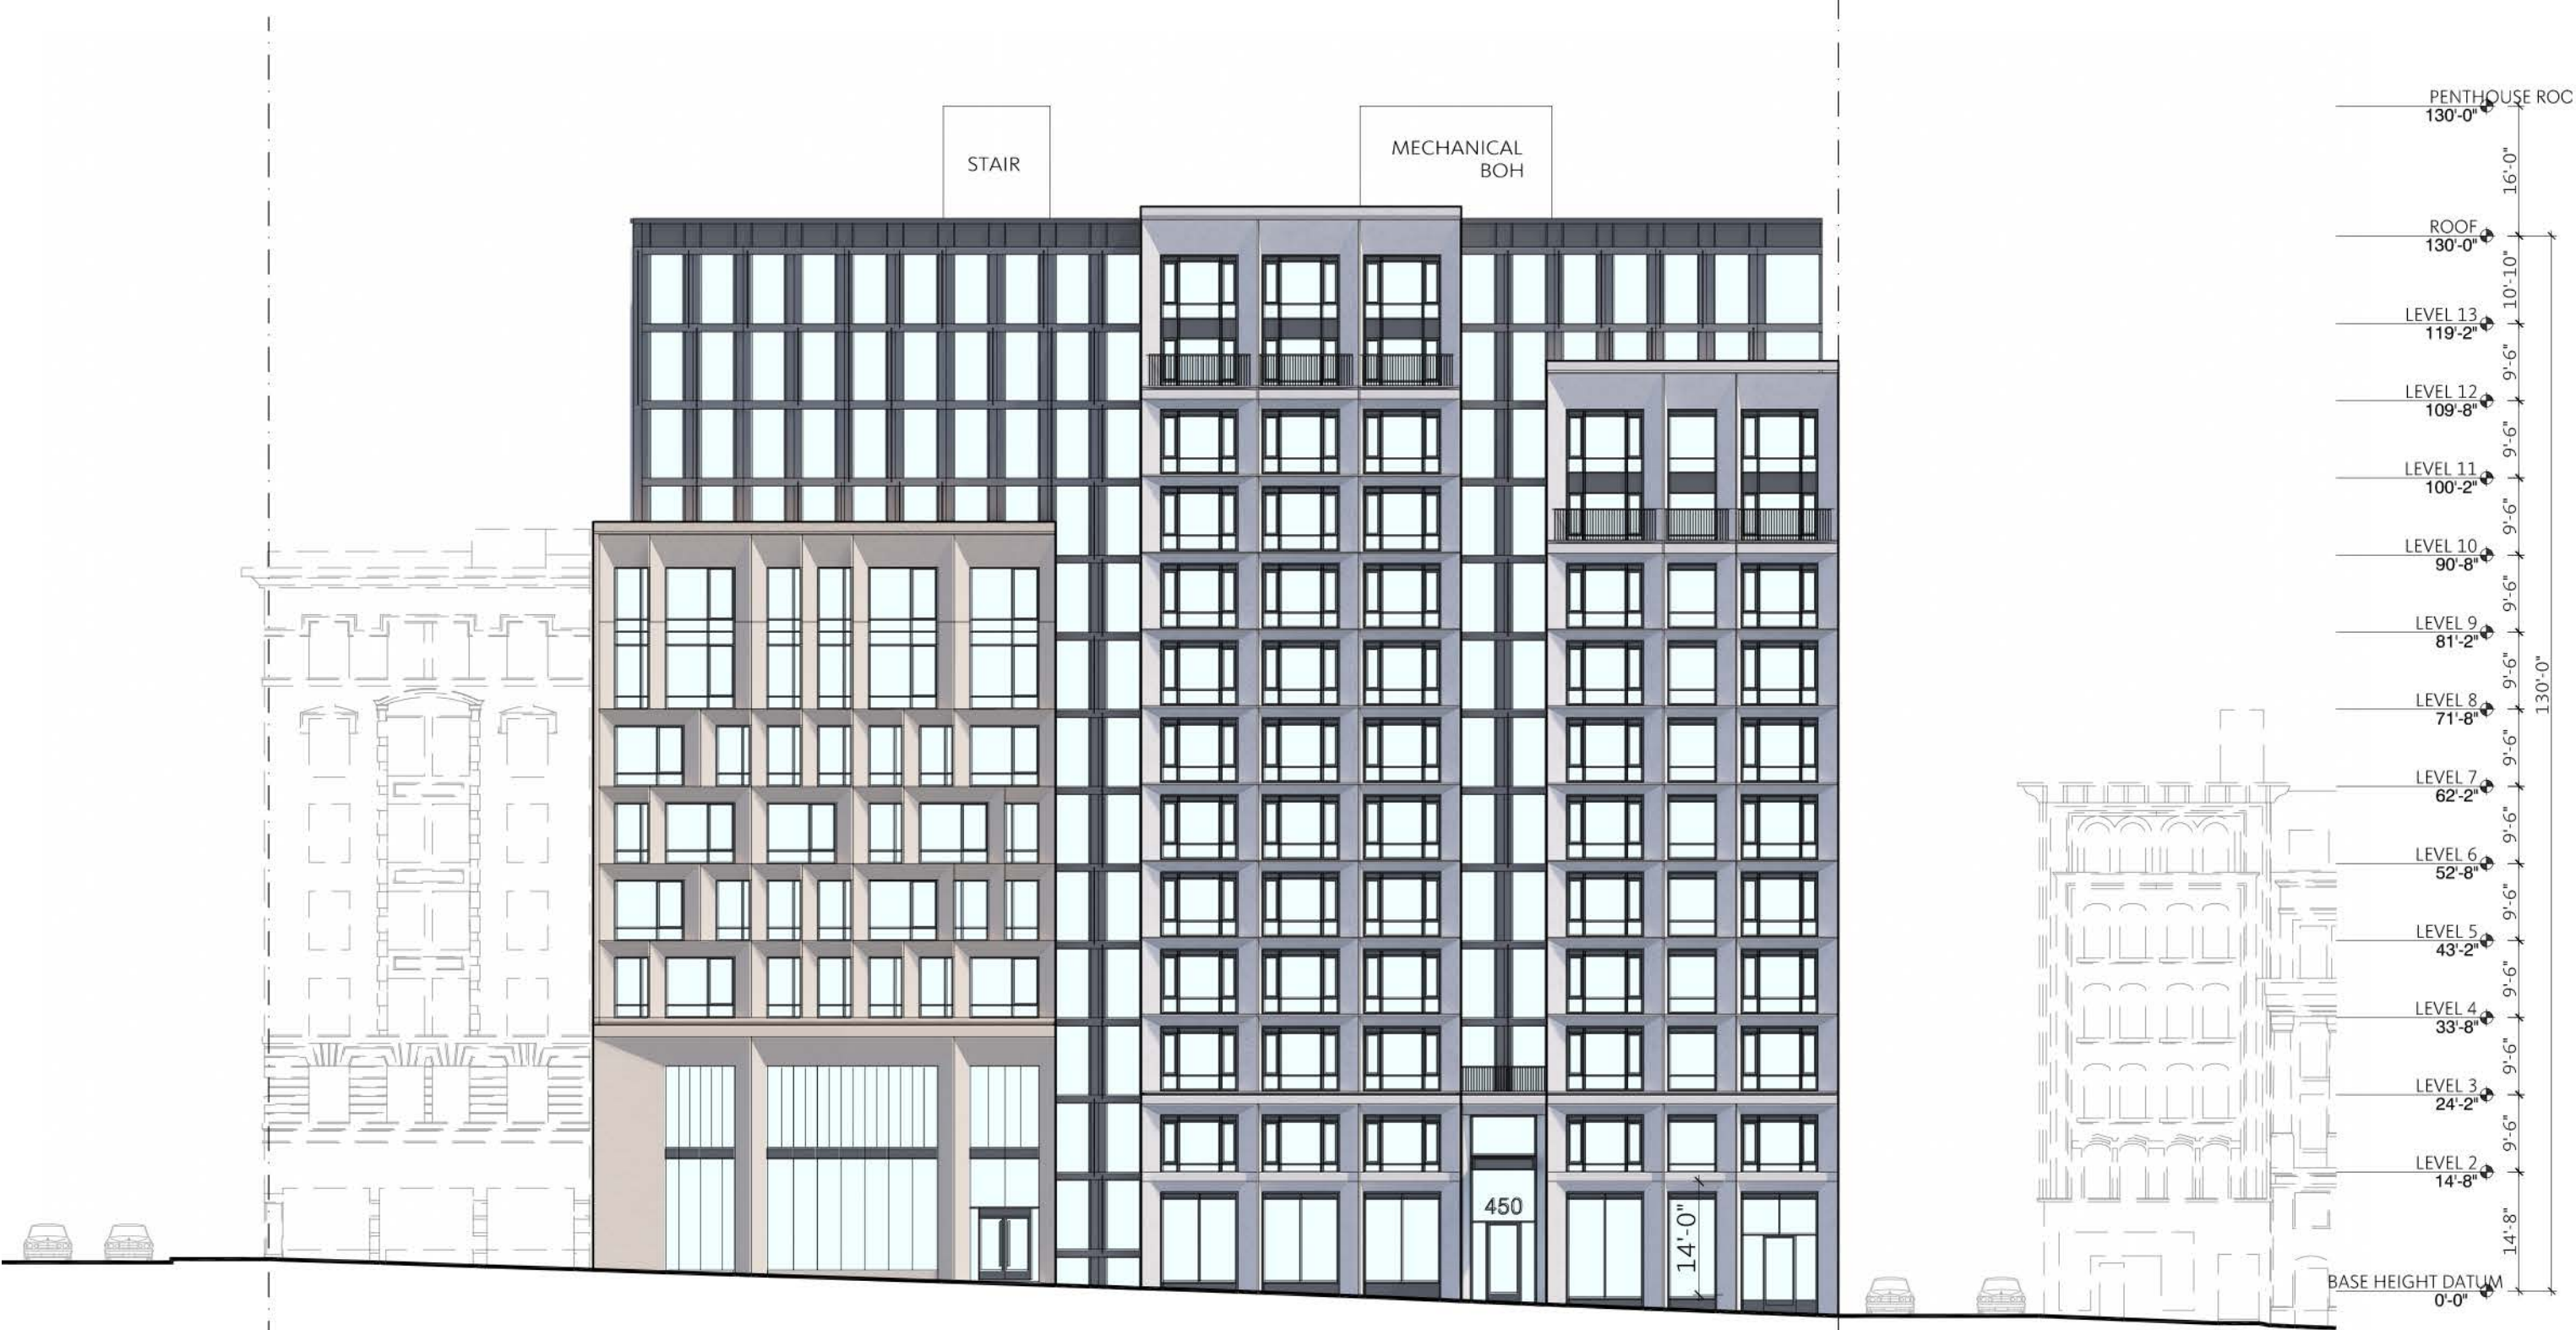 PENTHOUSE ROO
130'-0"
STAIR
MECHANICAL
BOH
16'-0"
ROOF
130'-0"
10'-10"
LEVEL 13
119'-2"
9'-6"
LEVEL 12
109'-8"
9'-6"
LEVEL 11
100'-2"
9'-6"
LEVEL 10
90'-8"
9'-6"
LEVEL 9
81'-2"
9'-6"
130'-0"
LEVEL 8
71'-8"
9'-6"
LEVEL 7
62'-2"
9'-6"
LEVEL 6
52'-8"
9'-6"
LEVEL 5
43'-2"
9'-6"
LEVEL 4
33'-8"
9'-6"
LEVEL 3
24'-2"
9'-6"
LEVEL 2
14'-8"
450
14'-0"
14'-8"
BASE HEIGHT DATUM
0'-0"